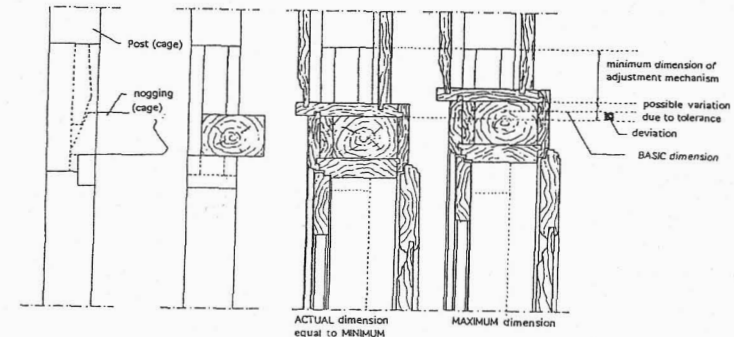 Post (cage)
nogging
(cage)
minimum dimension of
adjustment mechanism
possible variation
due to tolerance
deviation
BASIC dimension
ACTUAL dimension
equal to MINIMUM
MAXIMUM dimension